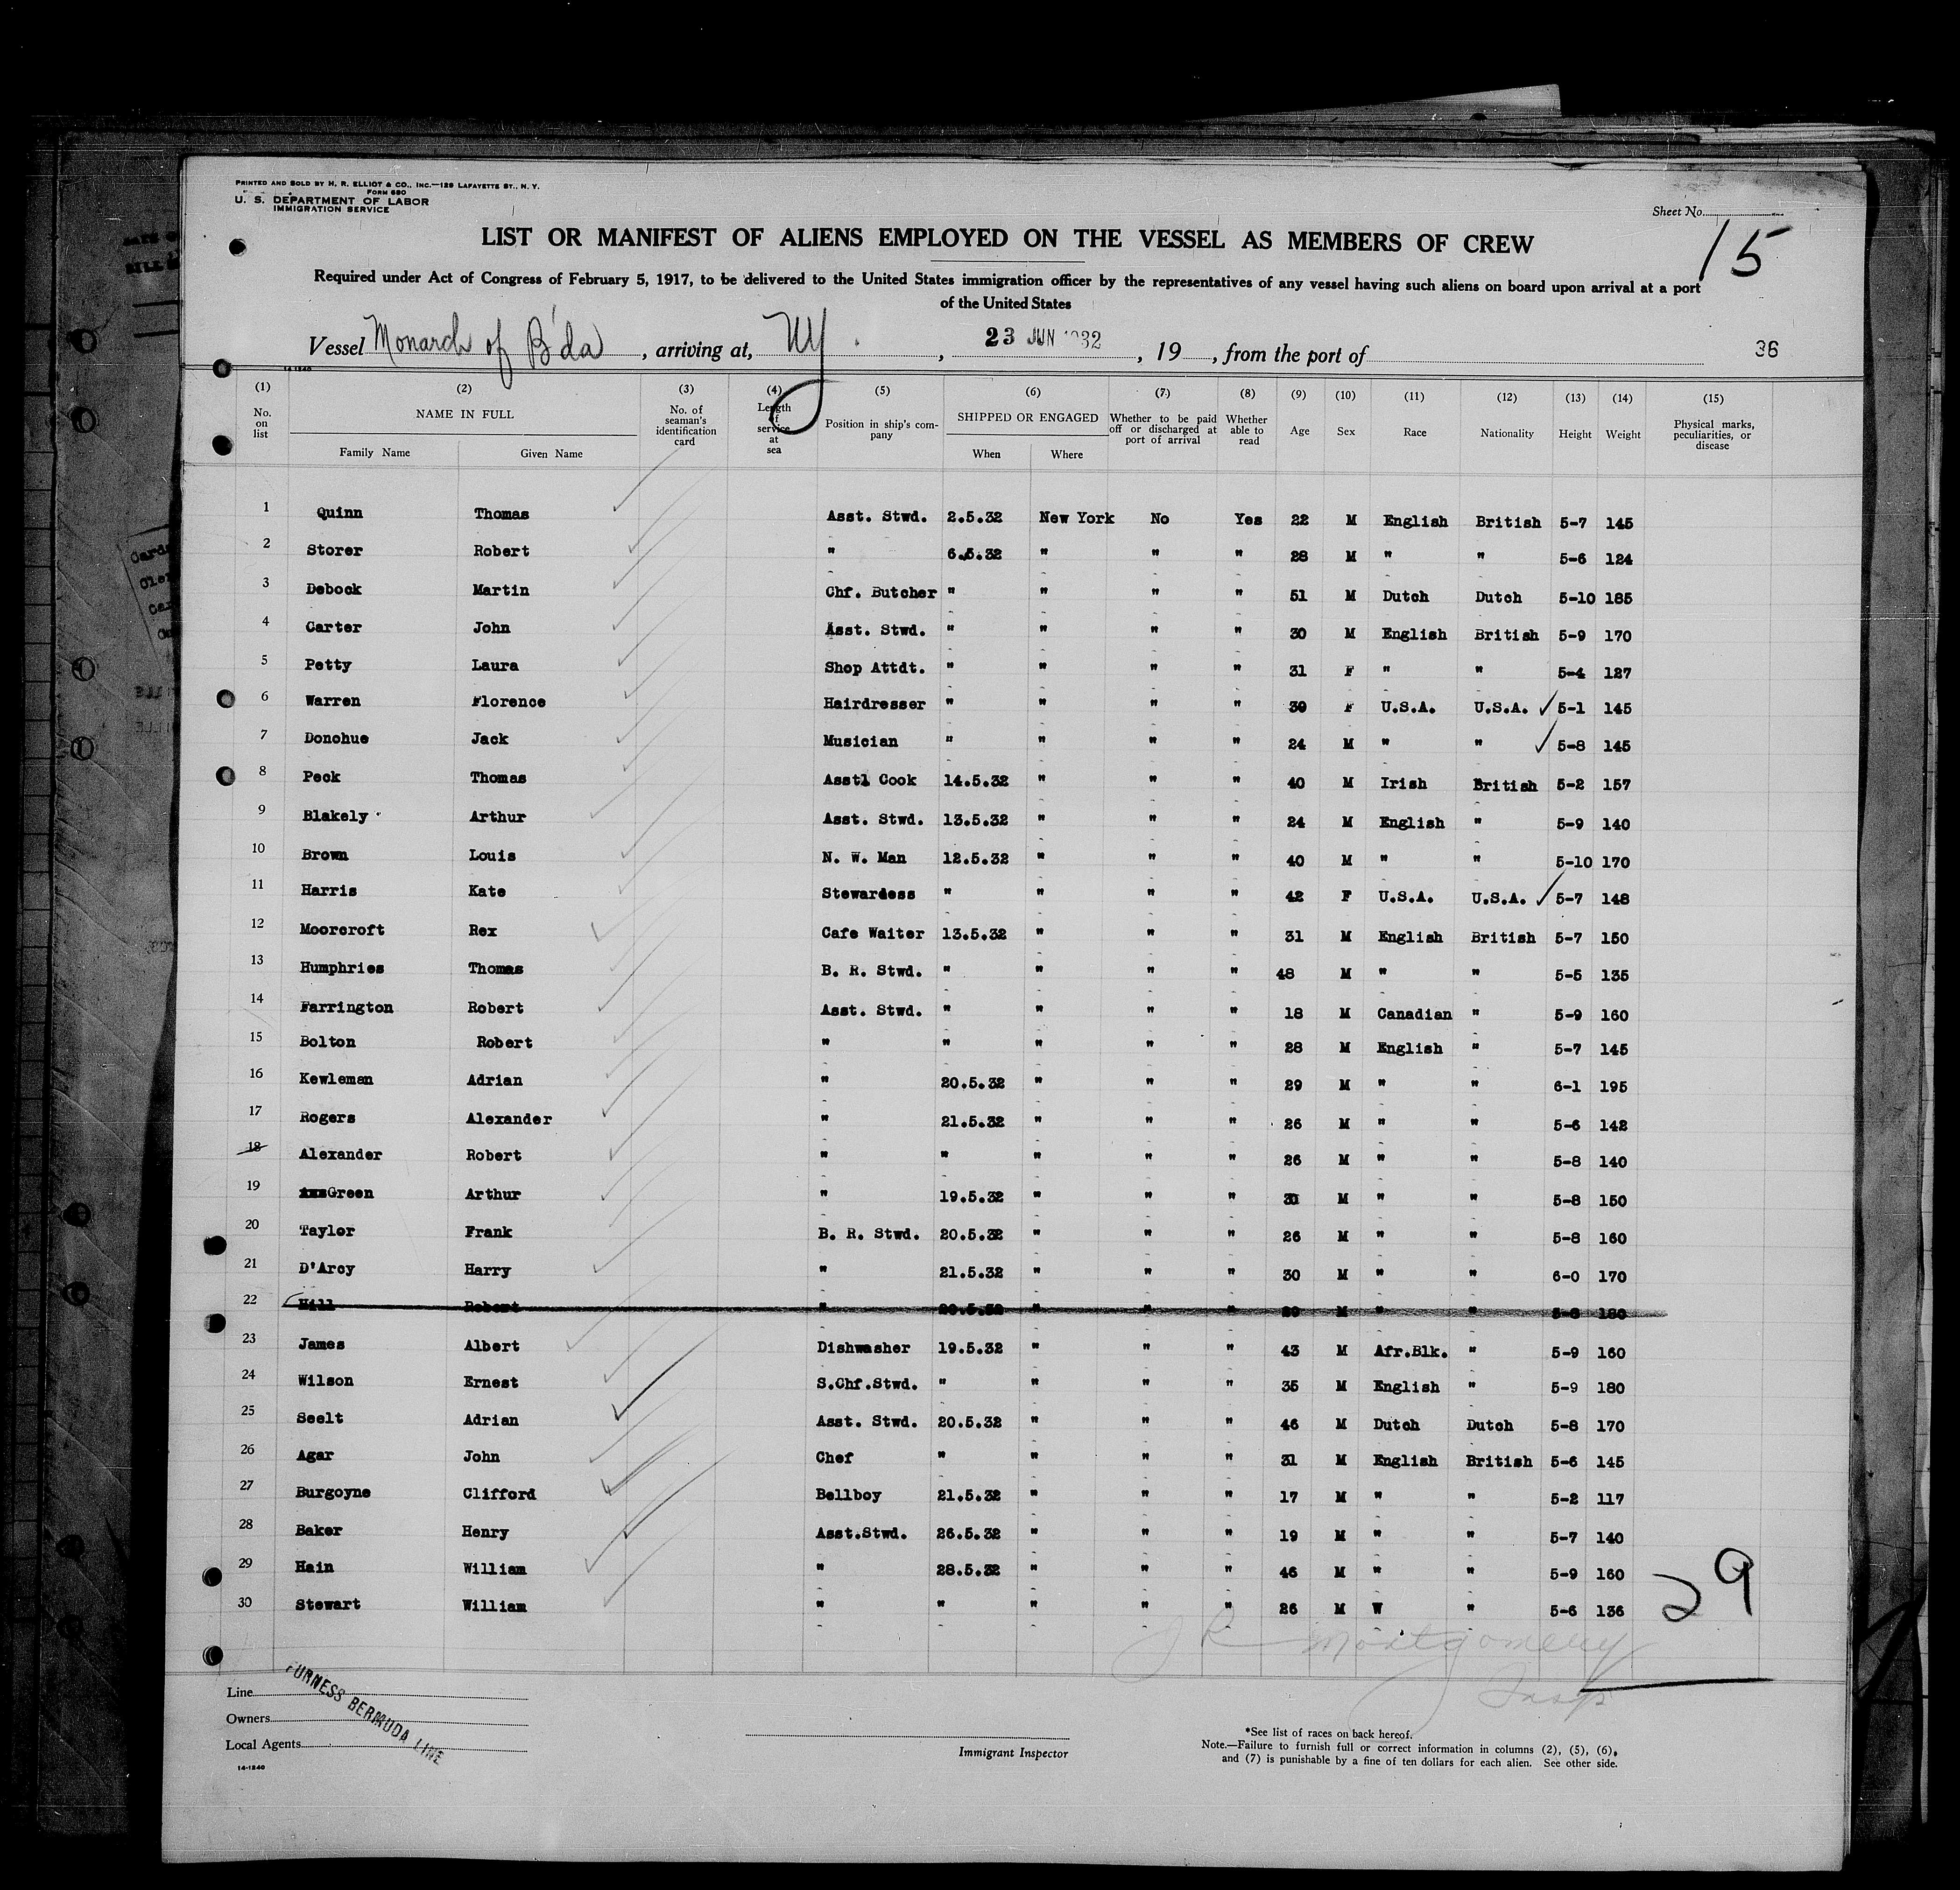 PRINTED AND SOLD BY H. R. ELLIOT & CO., INC.—129 LAFAYETTE ST., N. Y.
FORM 680
U. S. DEPARTMENT OF LABOR
IMMIGRATION SERVICE
Sheet No.
15
LIST OR MANIFEST OF ALIENS EMPLOYED ON THE VESSEL AS MEMBERS OF CREW
Required under Act of Congress of February 5, 1917, to be delivered to the United States immigration officer by the representatives of any vessel having such aliens on board upon arrival at a port
of the United States
Vessel Monarch of B'da, arriving at, NY, 23 JUN 1932, 19, from the port of 36
14-1240
(1) (2) (3) (4) (5) (6) (7) (8) (9) (10) (11) (12) (13) (14) (15)
No. on list NAME IN FULL Family Name Given Name No. of seaman's identification card Length of service at sea Position in ship's company SHIPPED OR ENGAGED When Where Whether to be paid off or discharged at port of arrival Whether able to read Age Sex Race Nationality Height Weight Physical marks, peculiarities, or disease
1 Quinn Thomas Asst. Stwd. 2.5.32 New York No Yes 22 M English British 5-7 145
2 Storer Robert " 6.5.32 " " " 28 M " " 5-6 124
3 Debock Martin Chf. Butcher " " " " 51 M Dutch Dutch 5-10 185
4 Carter John Asst. Stwd. " " " " 30 M English British 5-9 170
5 Petty Laura Shop Attdt. " " " " 31 F " " 5-4 127
6 Warren Florence Hairdresser " " " " 39 F U.S.A. U.S.A. 5-1 145
7 Donohue Jack Musician " " " " 24 M " " 5-8 145
8 Peck Thomas Asstl Cook 14.5.32 " " " 40 M Irish British 5-2 157
9 Blakely Arthur Asst. Stwd. 13.5.32 " " " 24 M English " 5-9 140
10 Brown Louis N. W. Man 12.5.32 " " " 40 M " " 5-10 170
11 Harris Kate Stewardess " " " " 42 F U.S.A. U.S.A. 5-7 148
12 Moorcroft Rex Cafe Waiter 13.5.32 " " " 31 M English British 5-7 150
13 Humphries Thomas B. R. Stwd. " " " " 48 M " " 5-5 135
14 Farrington Robert Asst. Stwd. " " " " 18 M Canadian " 5-9 160
15 Bolton Robert " " " " " 28 M English " 5-7 145
16 Kewleman Adrian " 20.5.32 " " " 29 M " " 6-1 195
17 Rogers Alexander " 21.5.32 " " " 26 M " " 5-6 142
18 Alexander Robert " " " " " 26 M " " 5-8 140
19 Green Arthur " 19.5.32 " " " 31 M " " 5-8 150
20 Taylor Frank B. R. Stwd. 20.5.32 " " " 26 M " " 5-8 160
21 D'Arcy Harry " 21.5.32 " " " 30 M " " 6-0 170
22 Hill Robert " 20.5.32 " " " 29 M " " 5-8 180
23 James Albert Dishwasher 19.5.32 " " " 43 M Afr.Blk. " 5-9 160
24 Wilson Ernest S.Chf.Stwd. " " " " 35 M English " 5-9 180
25 Seelt Adrian Asst. Stwd. 20.5.32 " " " 46 M Dutch Dutch 5-8 170
26 Agar John Chef " " " " 31 M English British 5-6 145
27 Burgoyne Clifford Bellboy 21.5.32 " " " 17 M " " 5-2 117
28 Baker Henry Asst.Stwd. 26.5.32 " " " 19 M " " 5-7 140
29 Hain William " 28.5.32 " " " 46 M " " 5-9 160
30 Stewart William " " " " " 26 M W " 5-6 136
29
J R Montgomery
Line
Owners
Local Agents
FURNESS BERMUDA LINE
14-1240
Immigrant Inspector
*See list of races on back hereof.
Note.—Failure to furnish full or correct information in columns (2), (5), (6),
and (7) is punishable by a fine of ten dollars for each alien. See other side.